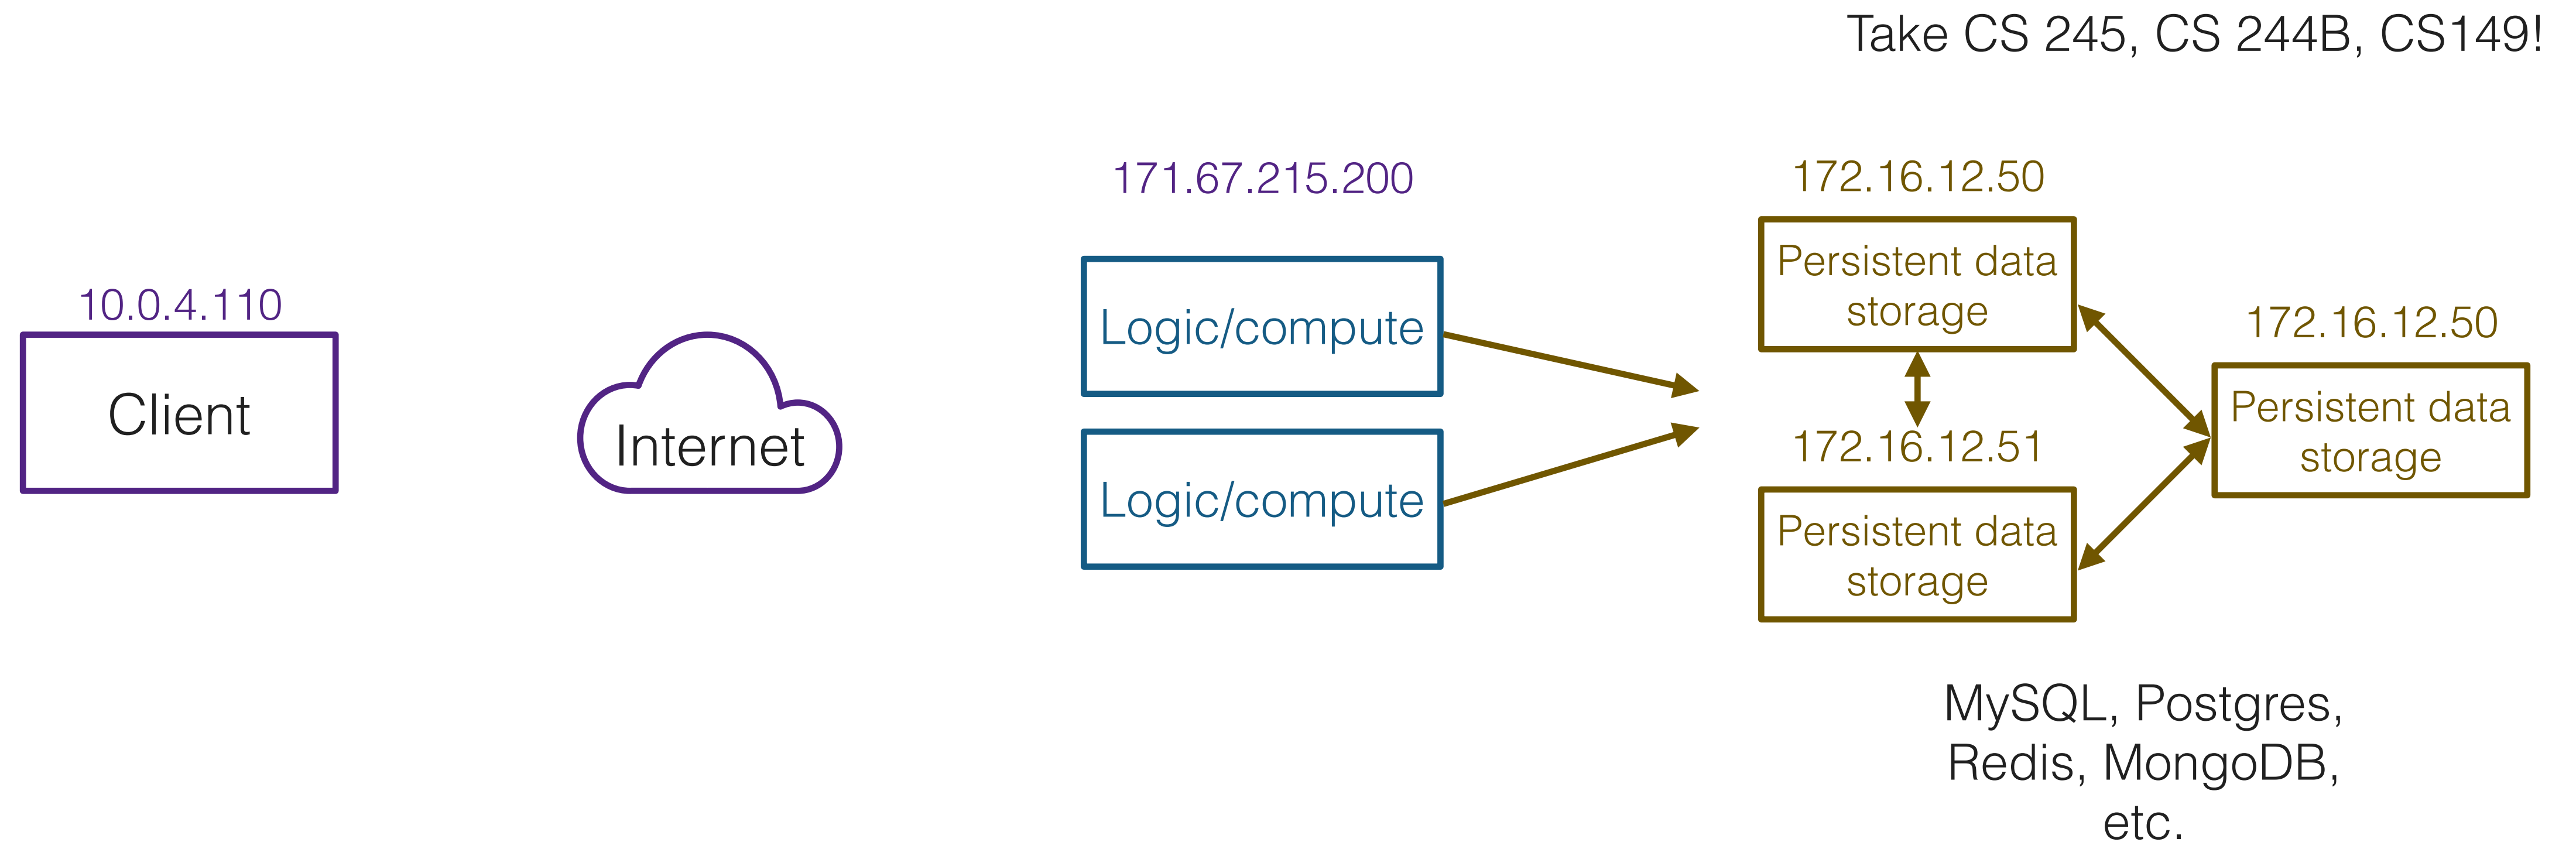 Take CS 245, CS 244B, CS149!
10.0.4.110
Client
Internet
171.67.215.200
Logic/compute
Logic/compute
172.16.12.50
Persistent data
storage
172.16.12.51
Persistent data
storage
172.16.12.50
Persistent data
storage
MySQL, Postgres,
Redis, MongoDB,
etc.